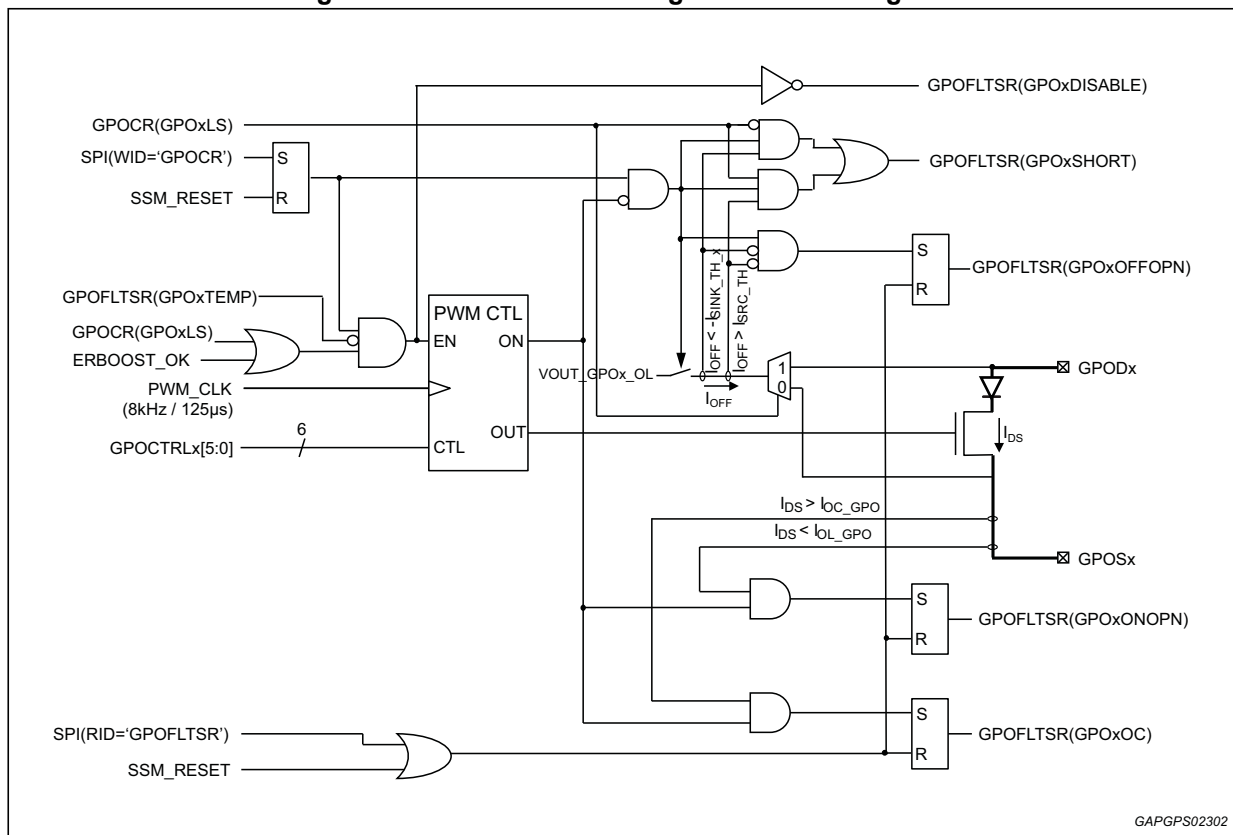 GPOFLTSR(GPOxDISABLE)
GPOCR(GPOxLS)
SPI(WID=‘GPOCR’)
S
R
SSM_RESET
GPOFLTSR(GPOxSHORT)
S
R
GPOFLTSR(GPOxOFFOPN)
GPOFLTSR(GPOxTEMP)
GPOCR(GPOxLS)
ERBOOST_OK
PWM_CLK
(8kHz / 125µs)
GPOCTRLx[5:0]
6
PWM CTL
EN
ON
OUT
CTL
IOFF < -ISINK_TH_x
IOFF > ISRC_TH
VOUT_GPOx_OL
IOFF
1
0
GPODx
IDS
IDS > IOC_GPO
IDS < IOL_GPO
GPOSx
S
R
GPOFLTSR(GPOxONOPN)
S
R
GPOFLTSR(GPOxOC)
SPI(RID=‘GPOFLTSR’)
SSM_RESET
GAPGPS02302